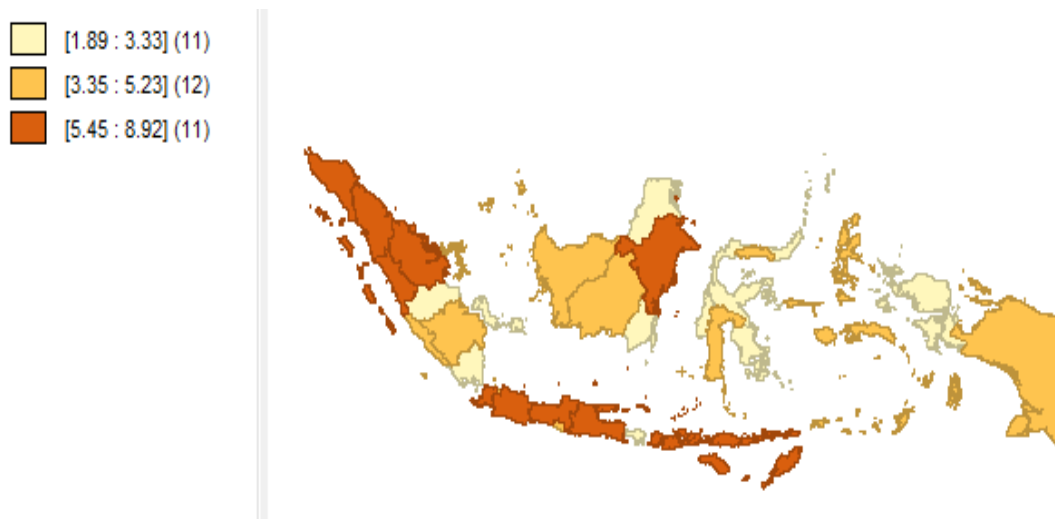 [1.89 : 3.33] (11)
[3.35 : 5.23] (12)
[5.45 : 8.92] (11)